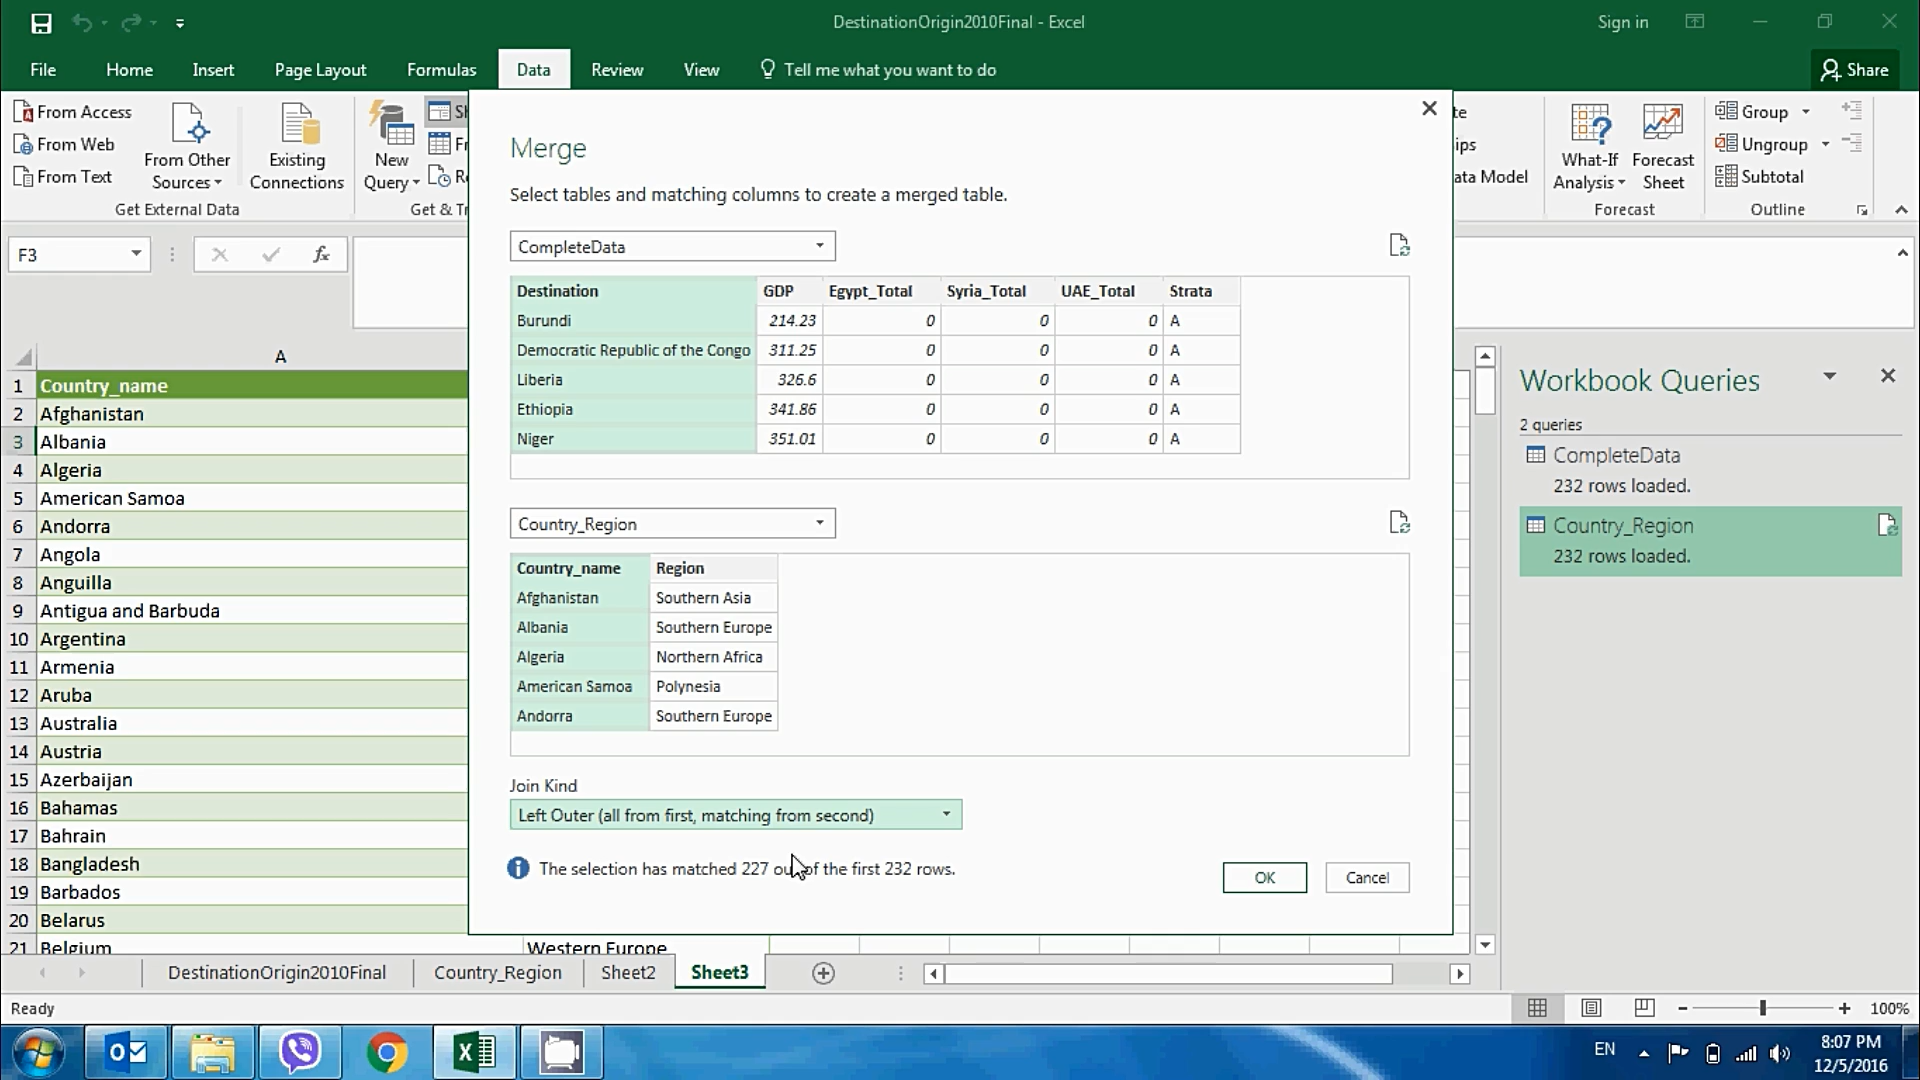 DestinationOrigin2010Final - Excel
Sign in
File Home Insert Page Layout Formulas Data Review View Tell me what you want to do
Share
From Access
From Web
From Text
From Other Sources
Existing Connections
Get External Data
New Query
Get & Tr
ips
ata Model
What-If Analysis
Forecast Sheet
Forecast
Group
Ungroup
Subtotal
Outline
F3
fx
A
1 Country_name
2 Afghanistan
3 Albania
4 Algeria
5 American Samoa
6 Andorra
7 Angola
8 Anguilla
9 Antigua and Barbuda
10 Argentina
11 Armenia
12 Aruba
13 Australia
14 Austria
15 Azerbaijan
16 Bahamas
17 Bahrain
18 Bangladesh
19 Barbados
20 Belarus
21 Belgium Western Europe
Merge
Select tables and matching columns to create a merged table.
CompleteData
Destination GDP Egypt_Total Syria_Total UAE_Total Strata
Burundi 214.23 0 0 0 A
Democratic Republic of the Congo 311.25 0 0 0 A
Liberia 326.6 0 0 0 A
Ethiopia 341.86 0 0 0 A
Niger 351.01 0 0 0 A
Country_Region
Country_name Region
Afghanistan Southern Asia
Albania Southern Europe
Algeria Northern Africa
American Samoa Polynesia
Andorra Southern Europe
Join Kind
Left Outer (all from first, matching from second)
The selection has matched 227 out of the first 232 rows.
OK
Cancel
Workbook Queries
2 queries
CompleteData
232 rows loaded.
Country_Region
232 rows loaded.
DestinationOrigin2010Final Country_Region Sheet2 Sheet3
Ready
100%
EN
8:07 PM
12/5/2016